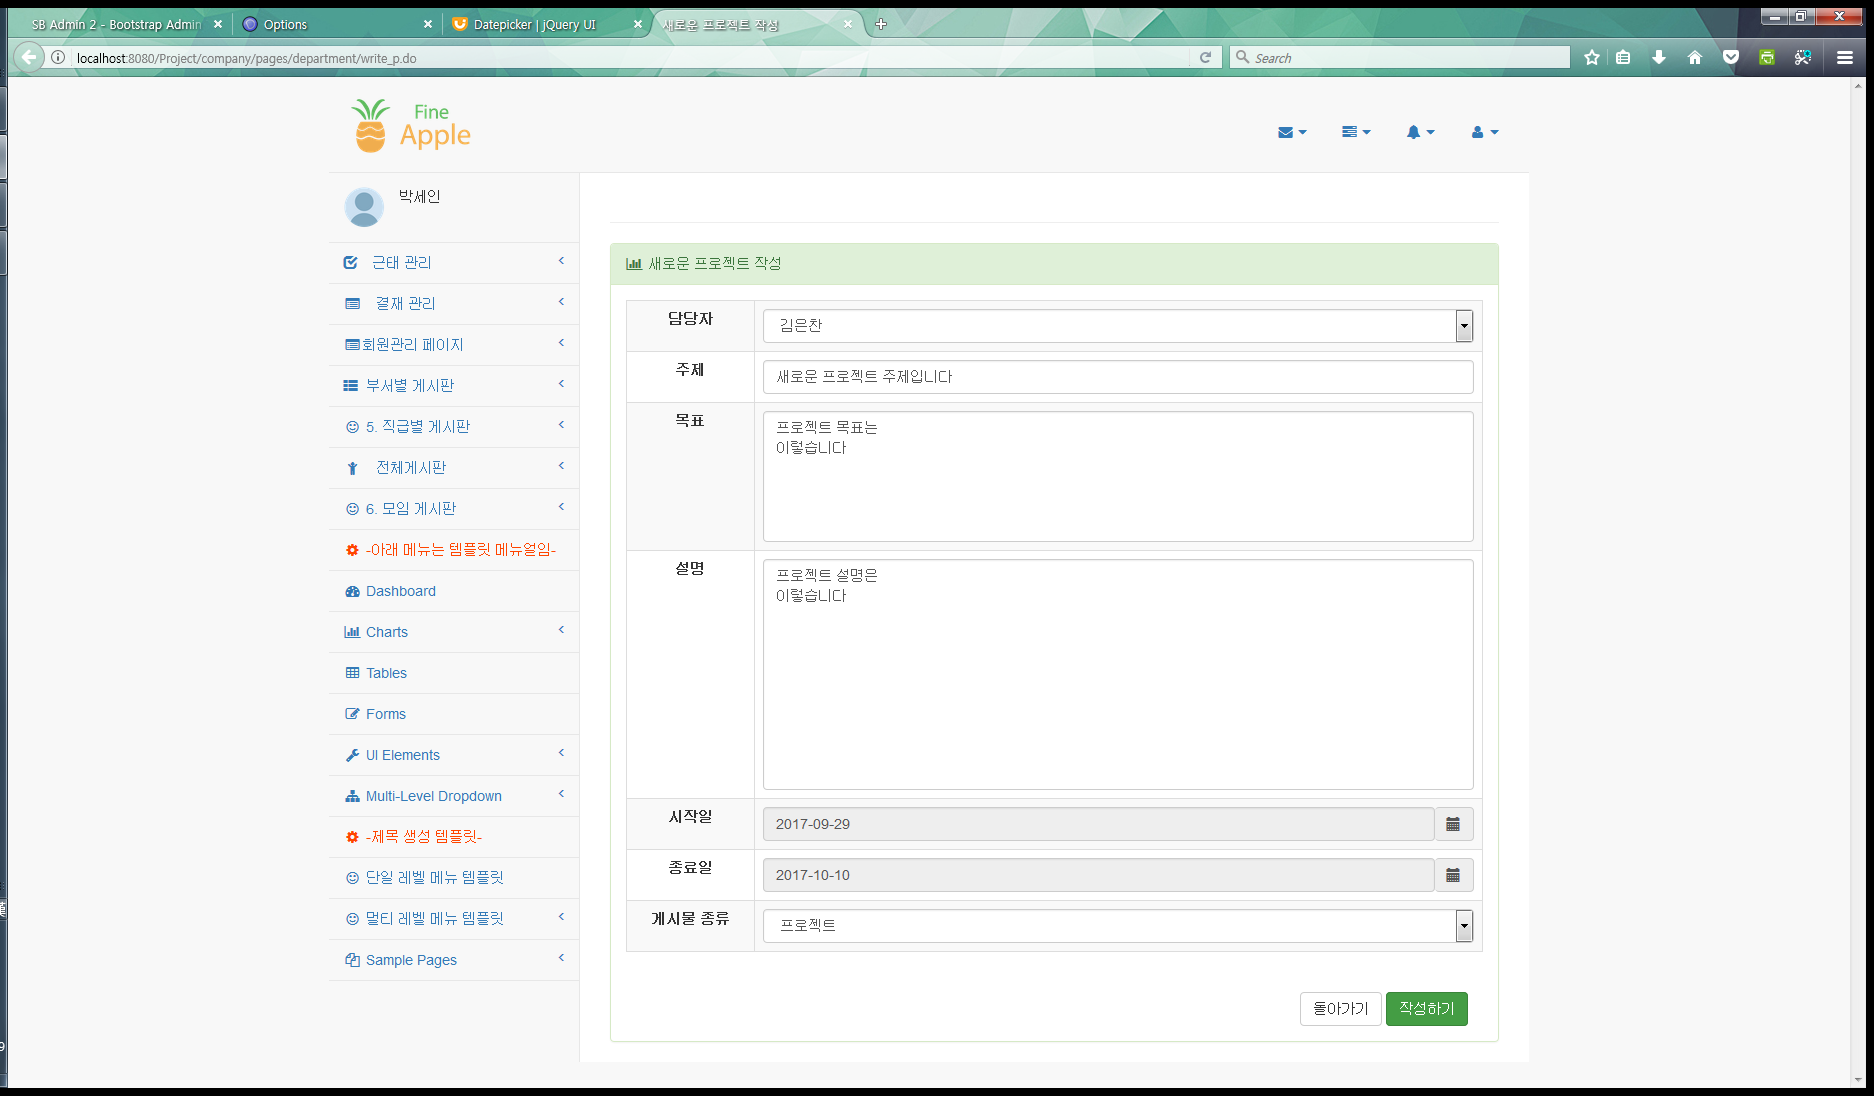 SB Admin 2 - Bootstrap Admin
Options
Datepicker | jQuery UI
새로운 프로젝트 작성
localhost:8080/Project/company/pages/department/write_p.do
Search
Fine
Apple
박세인
근태 관리
결재 관리
회원관리 페이지
부서별 게시판
5. 직급별 게시판
전체게시판
6. 모임 게시판
-아래 메뉴는 템플릿 메뉴얼임-
Dashboard
Charts
Tables
Forms
UI Elements
Multi-Level Dropdown
-제목 생성 템플릿-
단일 레벨 메뉴 템플릿
멀티 레벨 메뉴 템플릿
Sample Pages
새로운 프로젝트 작성
담당자
김은찬
주제
새로운 프로젝트 주제입니다
목표
프로젝트 목표는
이렇습니다
설명
프로젝트 설명은
이렇습니다
시작일
2017-09-29
종료일
2017-10-10
게시물 종류
프로젝트
돌아가기
작성하기